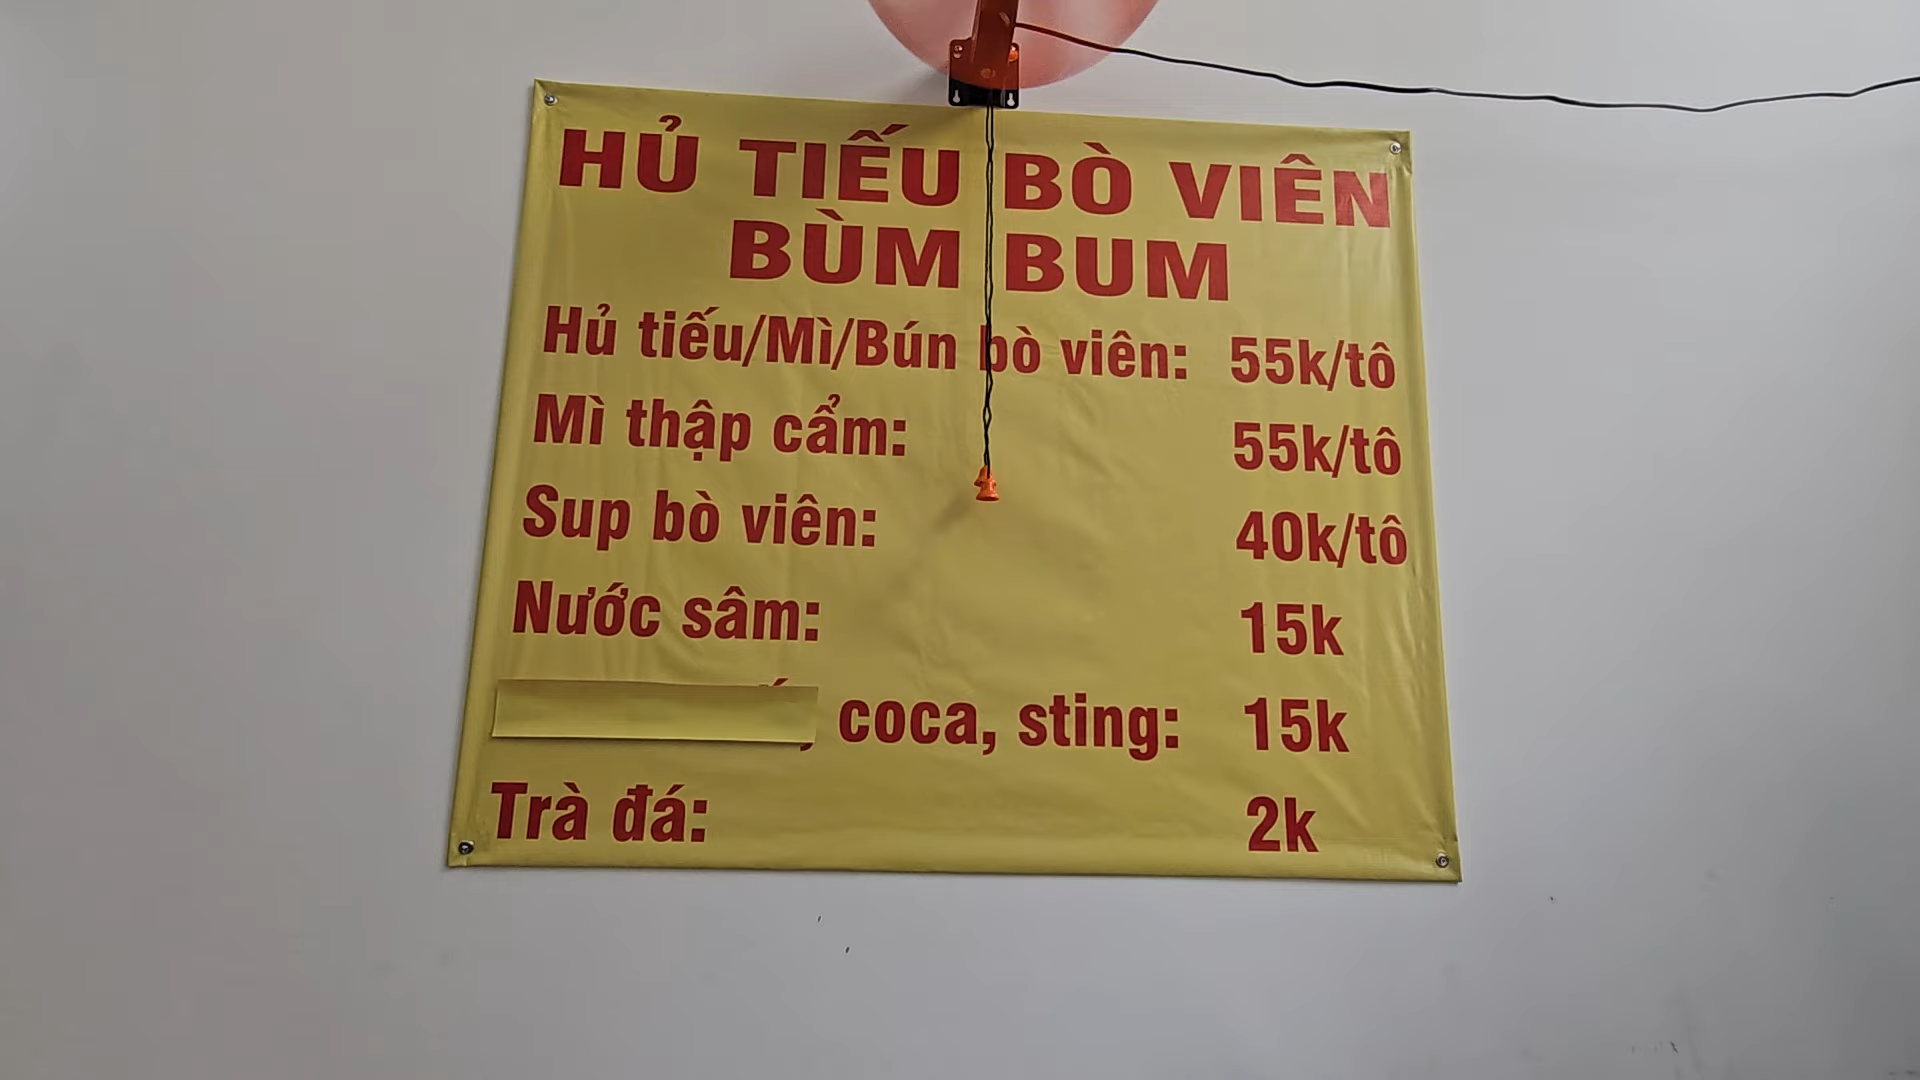 HỦ TIẾU BÒ VIÊN
BÙM BUM
Hủ tiếu/Mì/Bún bò viên: 55k/tô
Mì thập cẩm: 55k/tô
Sup bò viên: 40k/tô
Nước sâm: 15k
, coca, sting: 15k
Trà đá: 2k